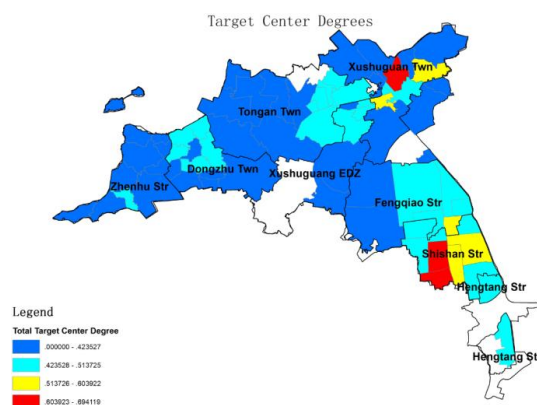 Target Center Degrees
Xushuguan Twn
Tongan Twn
Dongzhu Twn
Xushuguang EDZ
Zhenhu Str
Fengqiao Str
Shishan Str
Hengtang Str
Hengtang St
Legend
Total Target Center Degree
.000000 - .423527
.423528 - .513725
.513726 - .603922
.603923 - .694119